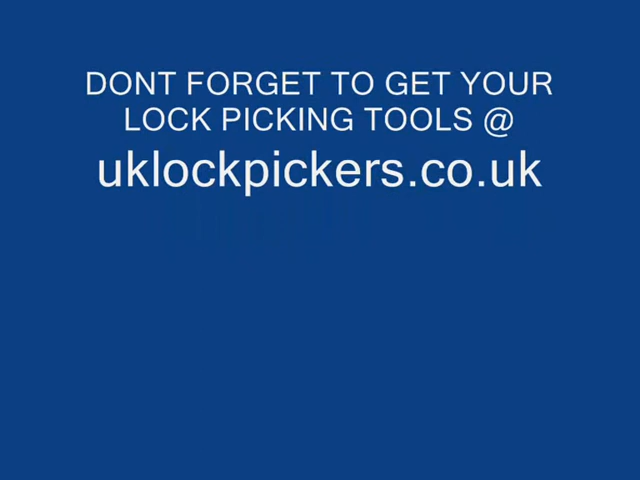 DONT FORGET TO GET YOUR
LOCK PICKING TOOLS @
uklockpickers.co.uk